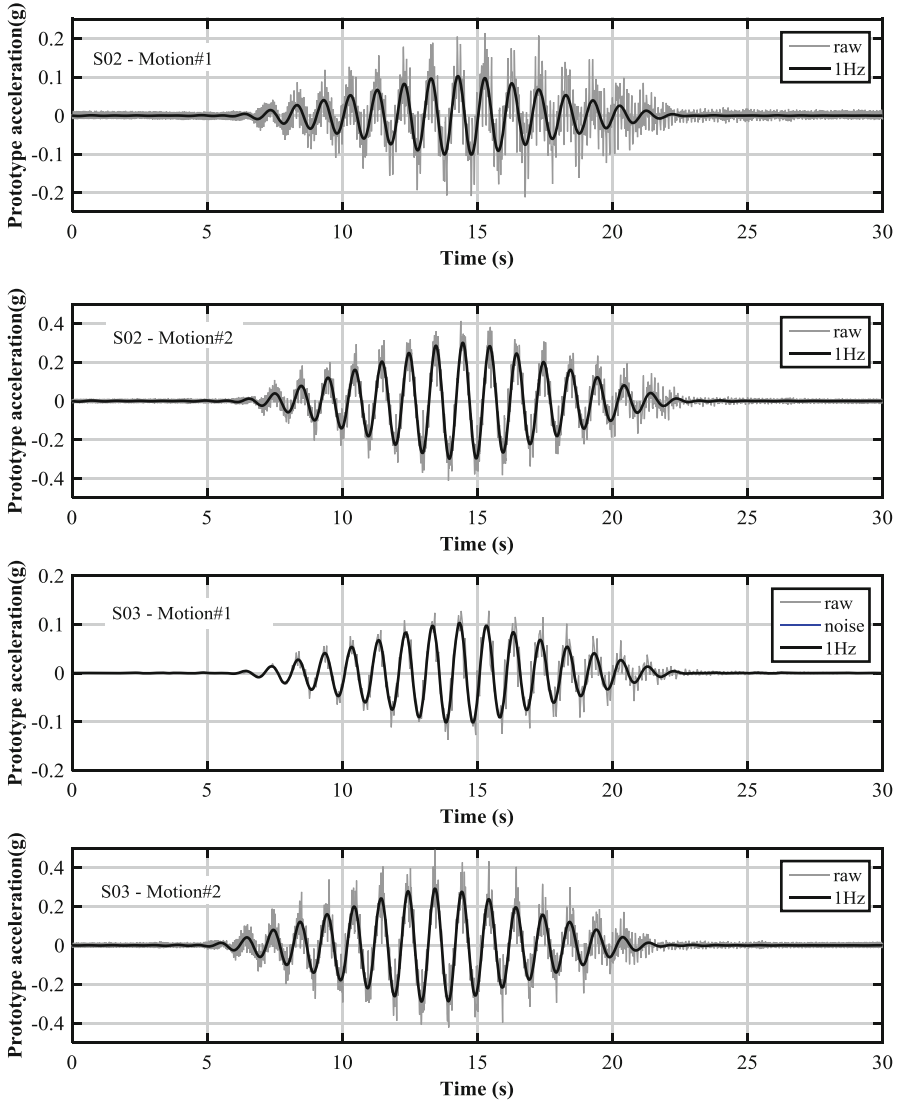 Prototype acceleration(g)
0.2
0.1
0
-0.1
-0.2
S02 - Motion#1
raw
1Hz
0 5 10 15 20 25 30
Time (s)
Prototype acceleration(g)
0.4
0.2
0
-0.2
-0.4
S02 - Motion#2
raw
1Hz
0 5 10 15 20 25 30
Time (s)
Prototype acceleration(g)
0.2
0.1
0
-0.1
-0.2
S03 - Motion#1
raw
noise
1Hz
0 5 10 15 20 25 30
Time (s)
Prototype acceleration(g)
0.4
0.2
0
-0.2
-0.4
S03 - Motion#2
raw
1Hz
0 5 10 15 20 25 30
Time (s)